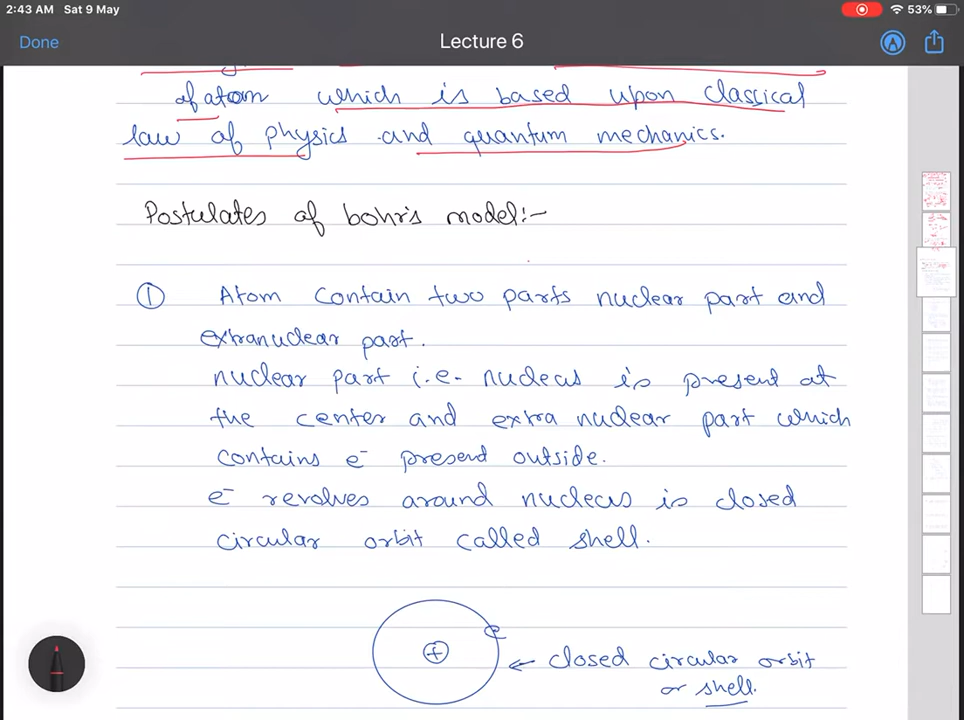 2:43 AM Sat 9 May
53%
Done
Lecture 6
of atom which is based upon classical
law of physics and quantum mechanics.
Postulates of bohr's model:-
① Atom contain two parts nuclear part and
extranuclear part.
nuclear part i.e. nucleus is present at
the center and extra nuclear part which
contains e⁻ present outside.
e⁻ revolves around nucleus is closed
circular orbit called shell.
e
+
← closed circular orbit
or shell.